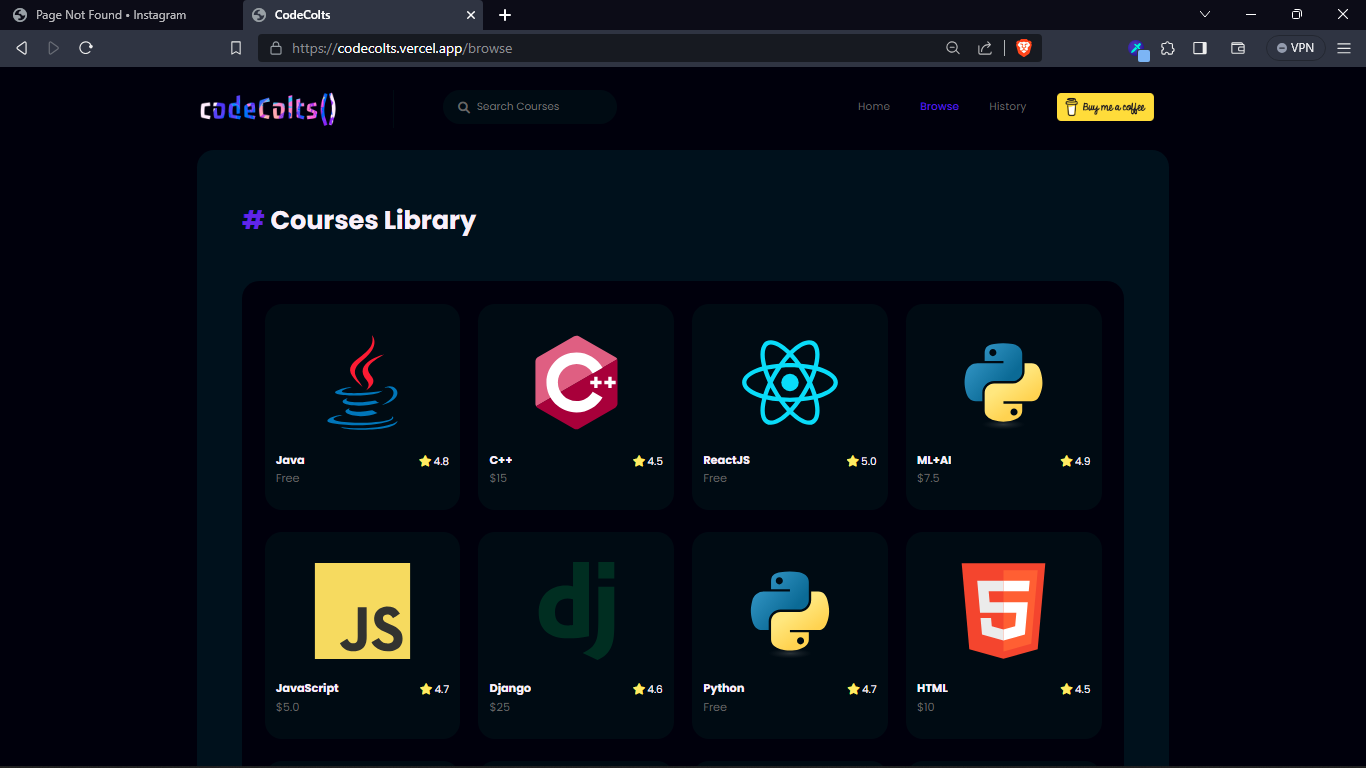 Page Not Found • Instagram
CodeColts
https://codecolts.vercel.app/browse
VPN
codeColts()
Search Courses
Home
Browse
History
Buy me a coffee
# Courses Library
C++
Java
4.8
Free
C++
4.5
$15
ReactJS
5.0
Free
ML+AI
4.9
$7.5
JS
dj
5
JavaScript
4.7
$5.0
Django
4.6
$25
Python
4.7
Free
HTML
4.5
$10